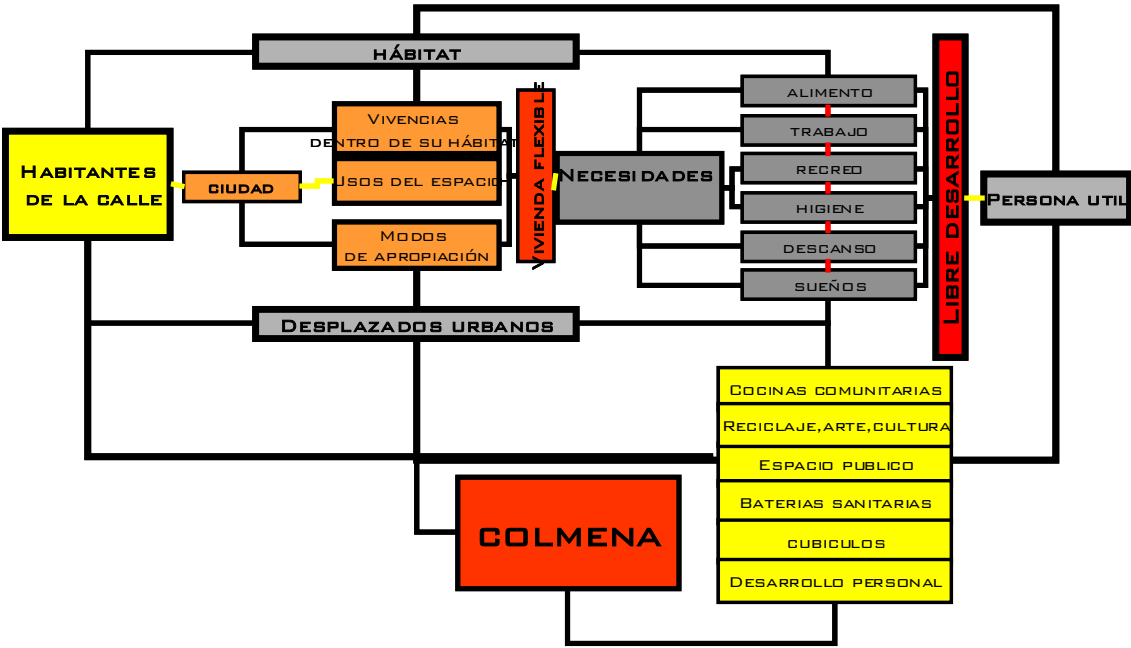 HÁBITAT
HABITANTES
DE LA CALLE
CIUDAD
VIVENCIAS
DENTRO DE SU HÁBITAT
USOS DEL ESPACIO
MODOS
DE APROPIACIÓN
VIVIENDA FLEXIBLE
NECESIDADES
ALIMENTO
TRABAJO
RECREO
HIGIENE
DESCANSO
SUEÑOS
LIBRE DESARROLLO
PERSONA UTIL
DESPLAZADOS URBANOS
COCINAS COMUNITARIAS
RECICLAJE,ARTE,CULTURA
ESPACIO PUBLICO
BATERIAS SANITARIAS
CUBICULOS
DESARROLLO PERSONAL
COLMENA